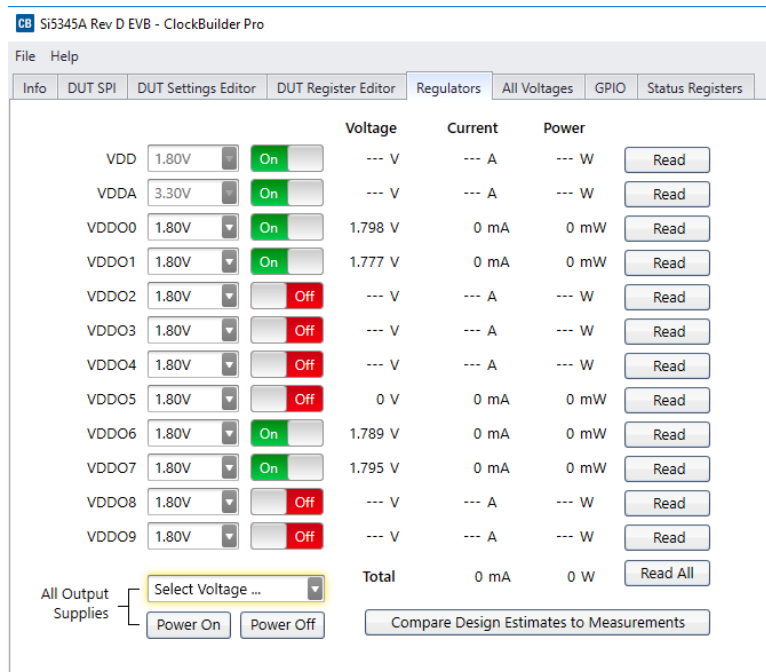 CB Si5345A Rev D EVB - ClockBuilder Pro
File Help
Info DUT SPI DUT Settings Editor DUT Register Editor Regulators All Voltages GPIO Status Registers
Voltage Current Power
VDD 1.80V On --- V --- A --- W Read
VDDA 3.30V On --- V --- A --- W Read
VDDO0 1.80V On 1.798 V 0 mA 0 mW Read
VDDO1 1.80V On 1.777 V 0 mA 0 mW Read
VDDO2 1.80V Off --- V --- A --- W Read
VDDO3 1.80V Off --- V --- A --- W Read
VDDO4 1.80V Off --- V --- A --- W Read
VDDO5 1.80V Off 0 V 0 mA 0 mW Read
VDDO6 1.80V On 1.789 V 0 mA 0 mW Read
VDDO7 1.80V On 1.795 V 0 mA 0 mW Read
VDDO8 1.80V Off --- V --- A --- W Read
VDDO9 1.80V Off --- V --- A --- W Read
Total 0 mA 0 W Read All
All Output
Supplies
Select Voltage ...
Power On Power Off
Compare Design Estimates to Measurements